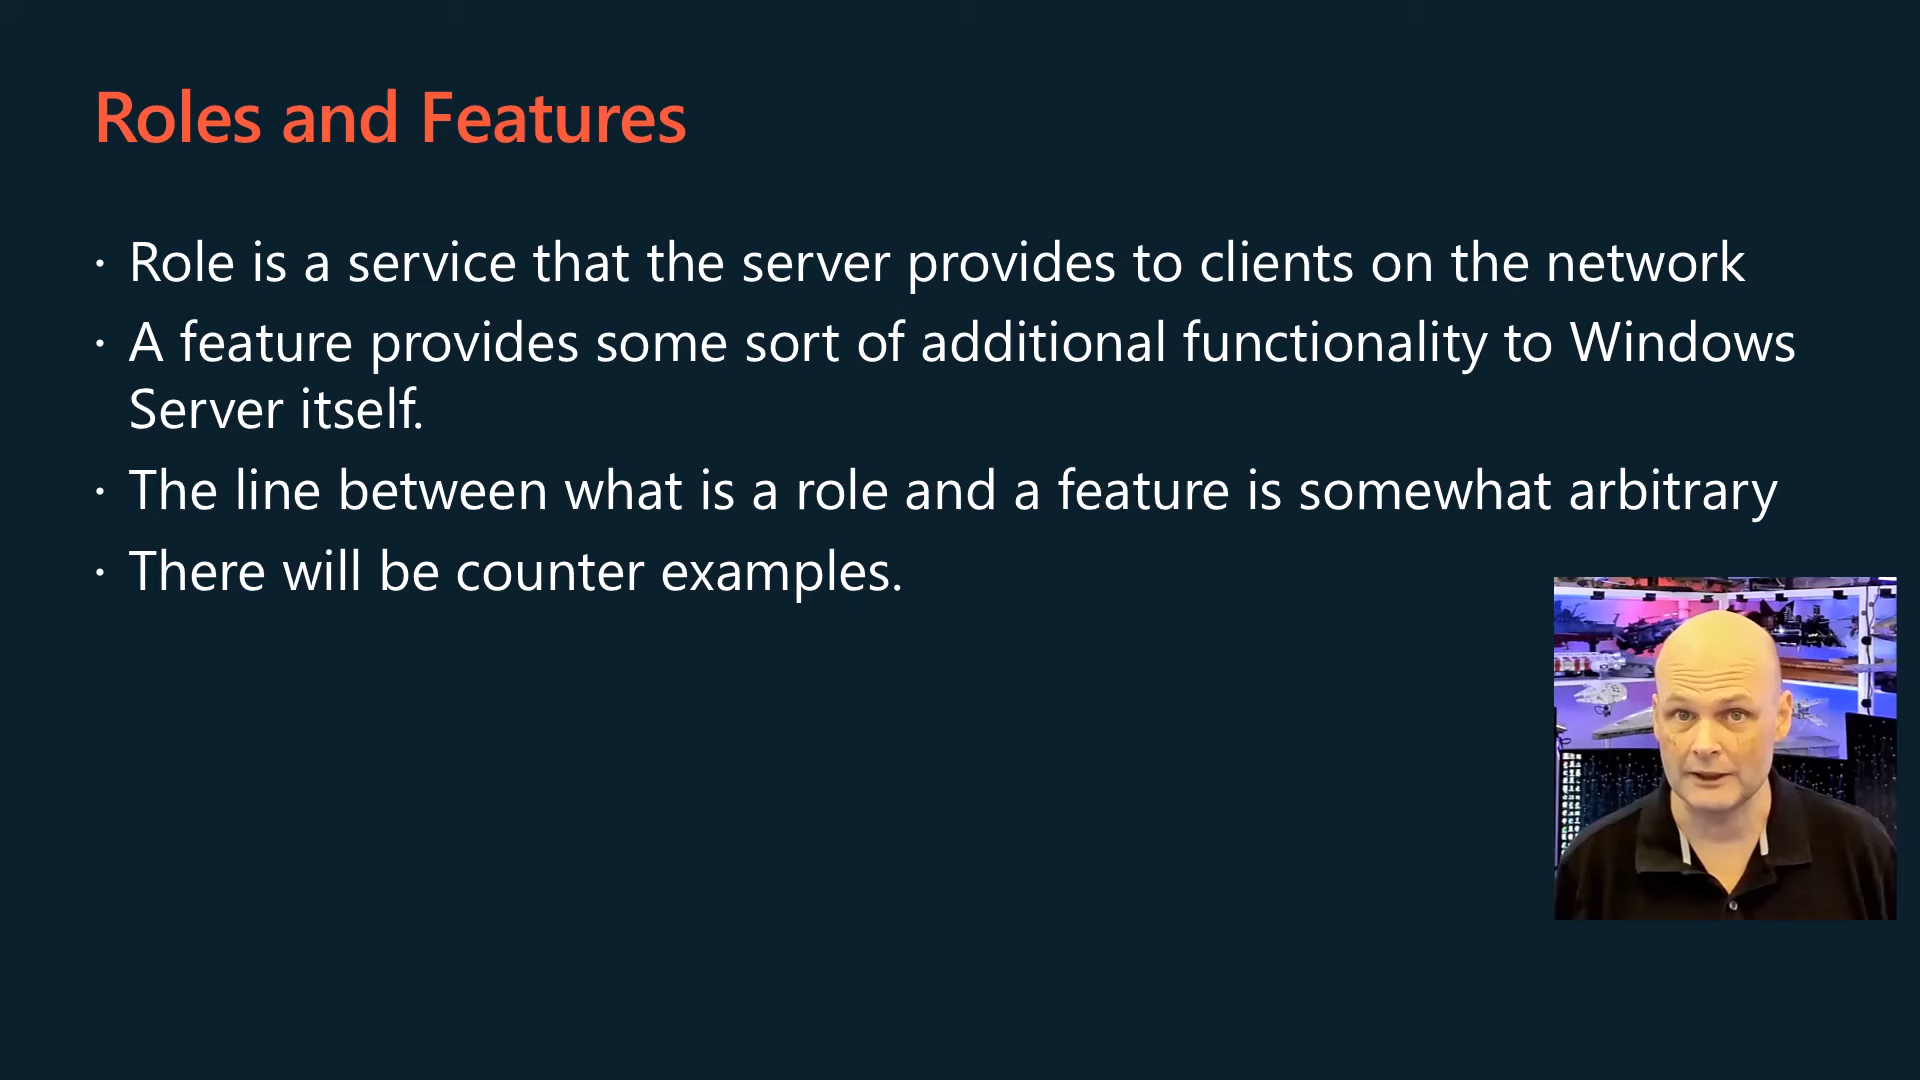 Roles and Features
· Role is a service that the server provides to clients on the network
· A feature provides some sort of additional functionality to Windows
Server itself.
· The line between what is a role and a feature is somewhat arbitrary
· There will be counter examples.